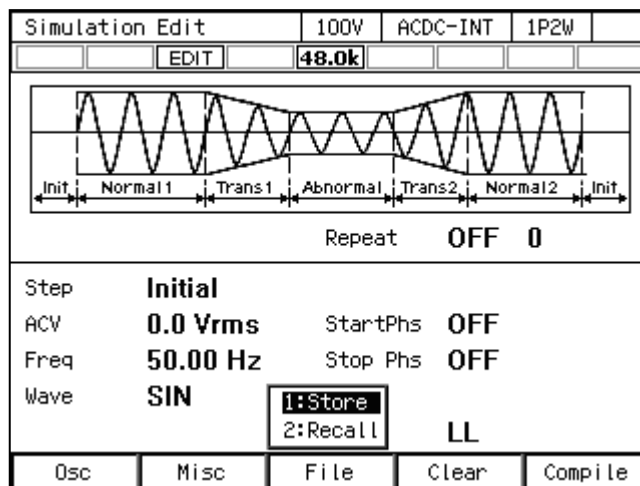 Simulation Edit 100V ACDC-INT 1P2W
EDIT 48.0k
Init Normal1 Trans1 Abnormal Trans2 Normal2 Init
Repeat OFF 0
Step Initial
ACV 0.0 Vrms StartPhs OFF
Freq 50.00 Hz Stop Phs OFF
Wave SIN
1:Store
2:Recall LL
Osc Misc File Clear Compile